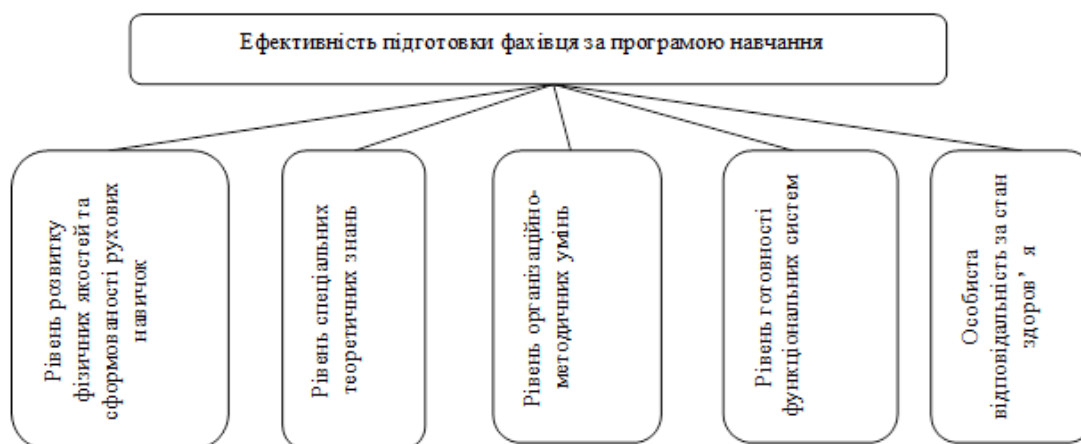 Ефективність підготовки фахівця за програмою навчання
Рівень розвитку
фізичних якостей та
сформованості рухових
навичок
Рівень спеціальних
теоретичних знань
Рівень організаційно-
методичних умінь
Рівень готовності
функціональних систем
Особиста
відповідальність за стан
здоров’ я